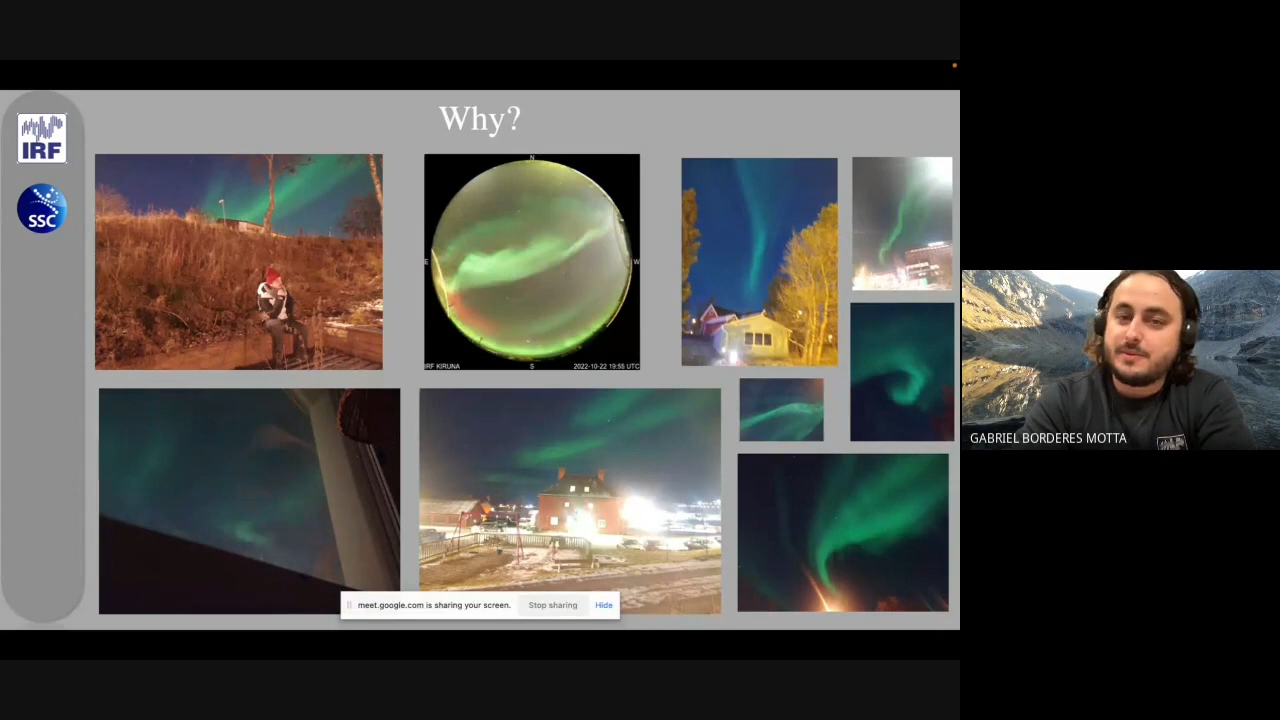 Why?
IRF
SSC
N
E
W
IRF KIRUNA
S
2022-10-22 19:55 UTC
GABRIEL BORDERES MOTTA
meet.google.com is sharing your screen.
Stop sharing
Hide